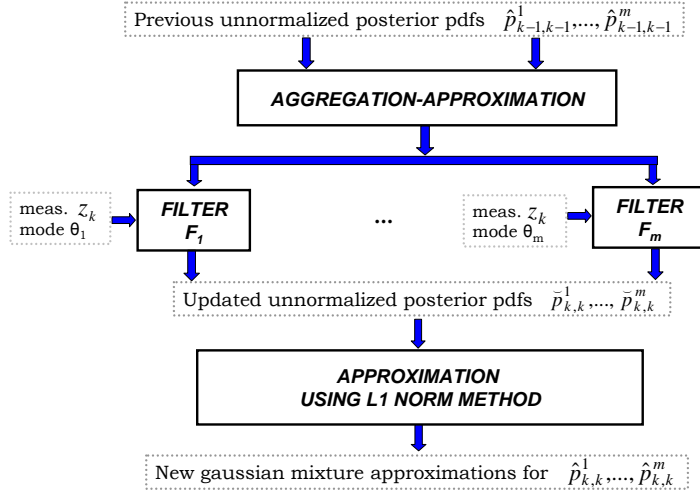 Previous unnormalized posterior pdfs p̂¹ₖ₋₁,ₖ₋₁,..., p̂ᵐₖ₋₁,ₖ₋₁
AGGREGATION-APPROXIMATION
meas. zₖ
mode θ₁
FILTER
F₁
...
meas. zₖ
mode θₘ
FILTER
Fₘ
Updated unnormalized posterior pdfs p̆¹ₖ,ₖ,..., p̆ᵐₖ,ₖ
APPROXIMATION
USING L1 NORM METHOD
New gaussian mixture approximations for p̂¹ₖ,ₖ,..., p̂ᵐₖ,ₖ